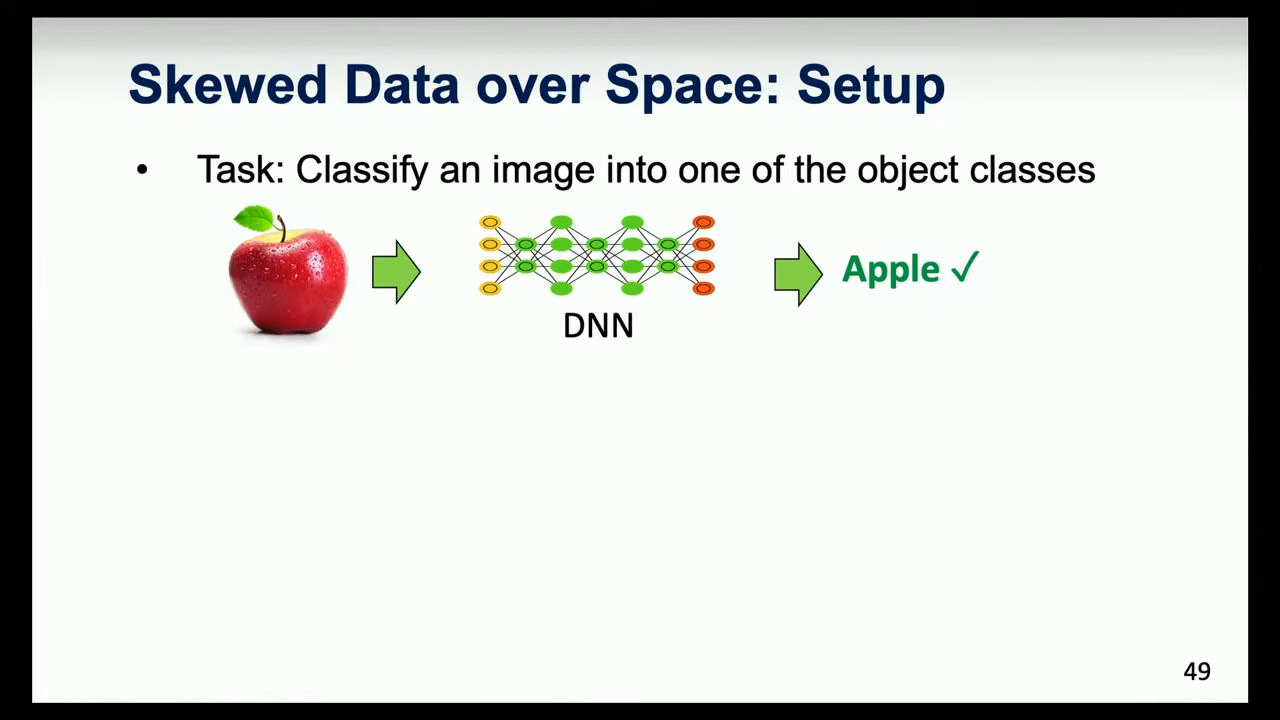 Skewed Data over Space: Setup
• Task: Classify an image into one of the object classes
Apple ✓
DNN
49